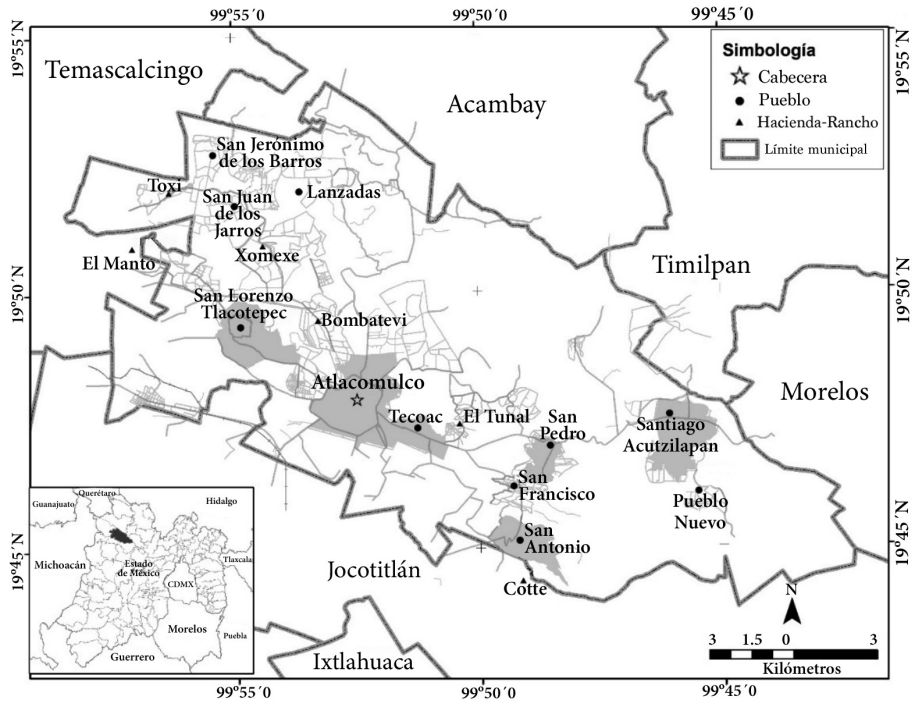 99°55´0
99°50´0
99°45´0
19°55´N
19°55´N
Temascalcingo
Acambay
Simbología
Cabecera
Pueblo
Hacienda-Rancho
Límite municipal
San Jerónimo
de los Barros
Toxi
Lanzadas
San Juan
de los
Jarros
Xomexe
El Manto
Timilpan
19°50´N
19°50´N
San Lorenzo
Tlacotepec
Bombatevi
Atlacomulco
Morelos
Tecoac
El Tunal
San
Pedro
Santiago
Acutzilapan
San
Francisco
Pueblo
Nuevo
San
Antonio
19°45´N
19°45´N
Jocotitlán
Cotte
Ixtlahuaca
Querétaro
Guanajuato
Hidalgo
Michoacán
Estado
de México
Tlaxcala
CDMX
Morelos
Puebla
Guerrero
N
3 1.5 0 3
Kilómetros
99°55´0
99°50´0
99°45´0